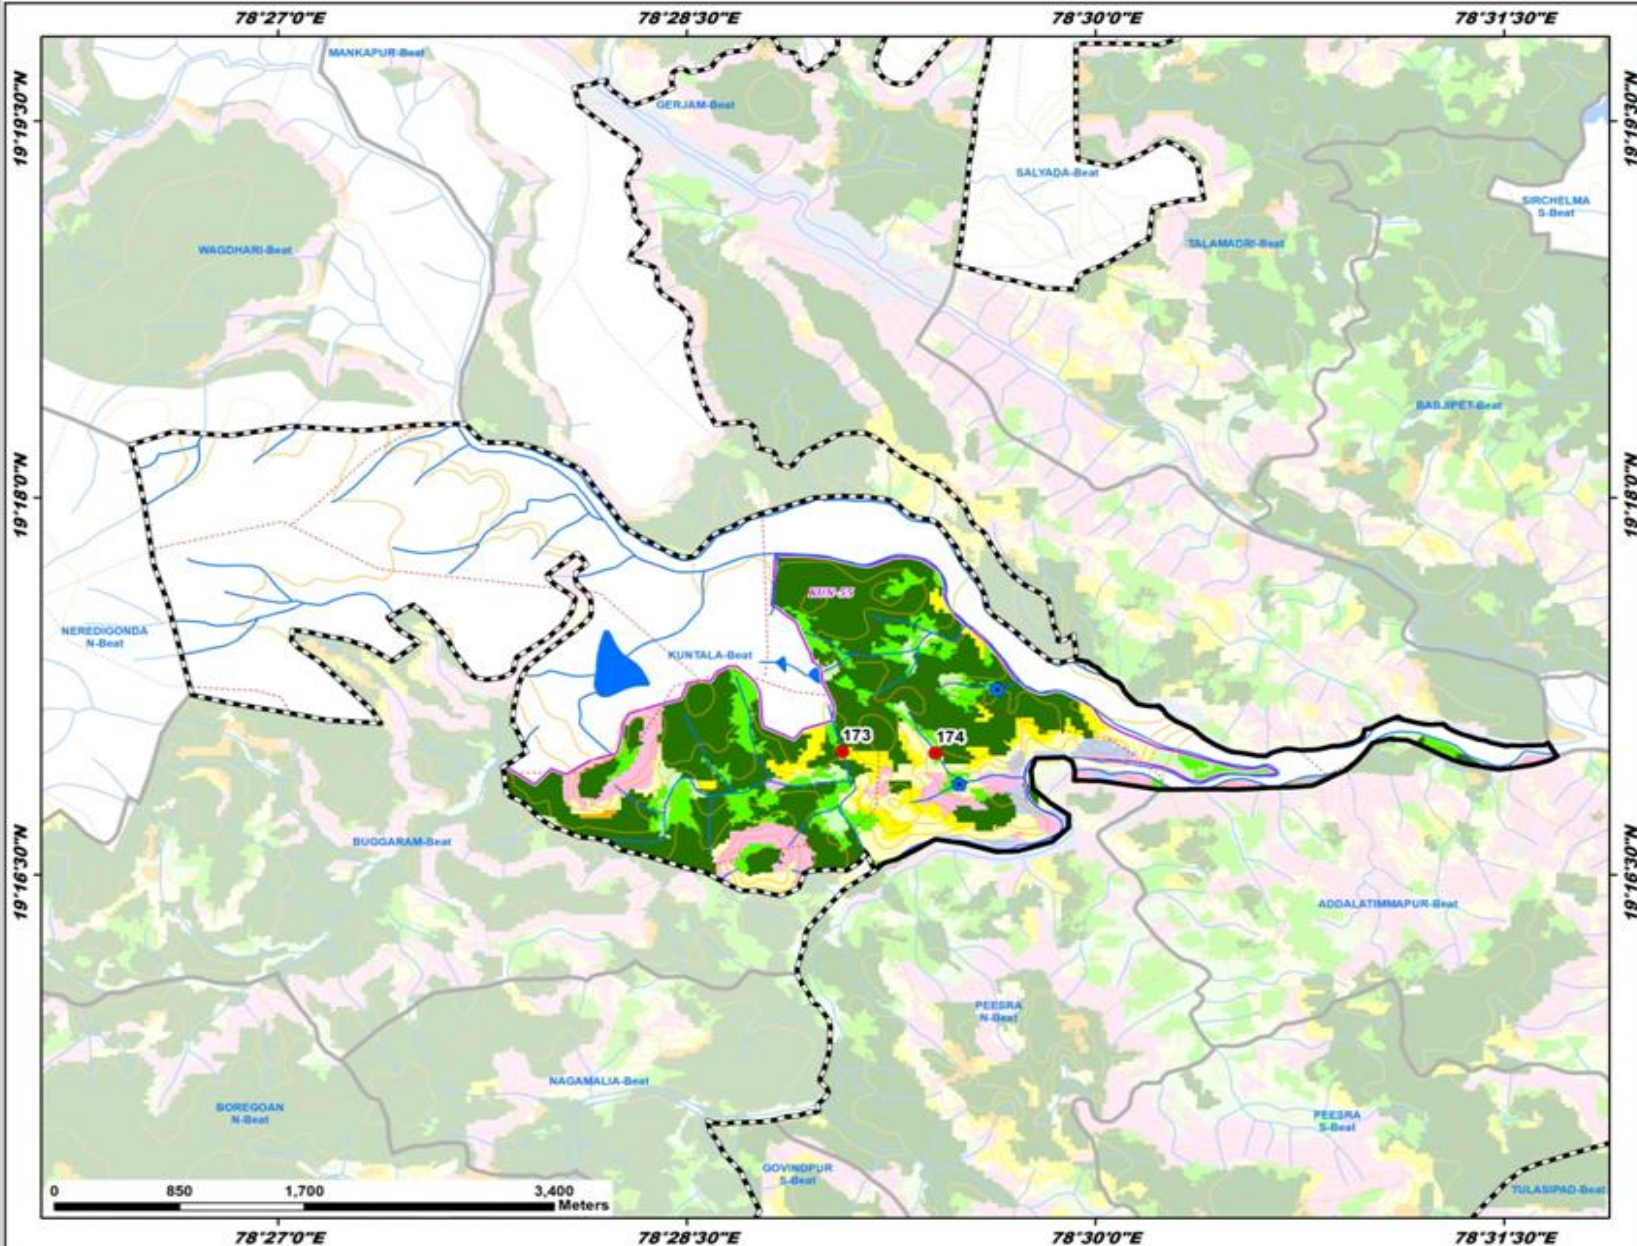 78°27'0"E 78°28'30"E 78°30'0"E 78°31'30"E
19°19'30"N 19°19'30"N
MANKAPUR-Beat
GERJAM-Beat
SALYADA-Beat
SIRCHELMA
S-Beat
WAGDHARI-Beat
TALAMADRI-Beat
BABJIPET-Beat
19°18'0"N 19°18'0"N
KUN-55
NEREDIGONDA
N-Beat
KUNTALA-Beat
173 174
BUGGARAM-Beat
19°16'30"N 19°16'30"N
ADDALATIMMAPUR-Beat
PEESRA
N-Beat
NAGAMALIA-Beat
BOREGOAN
N-Beat
PEESRA
S-Beat
GOVINDPUR
S-Beat
TULASIPAD-Beat
0 850 1,700 3,400
Meters
78°27'0"E 78°28'30"E 78°30'0"E 78°31'30"E